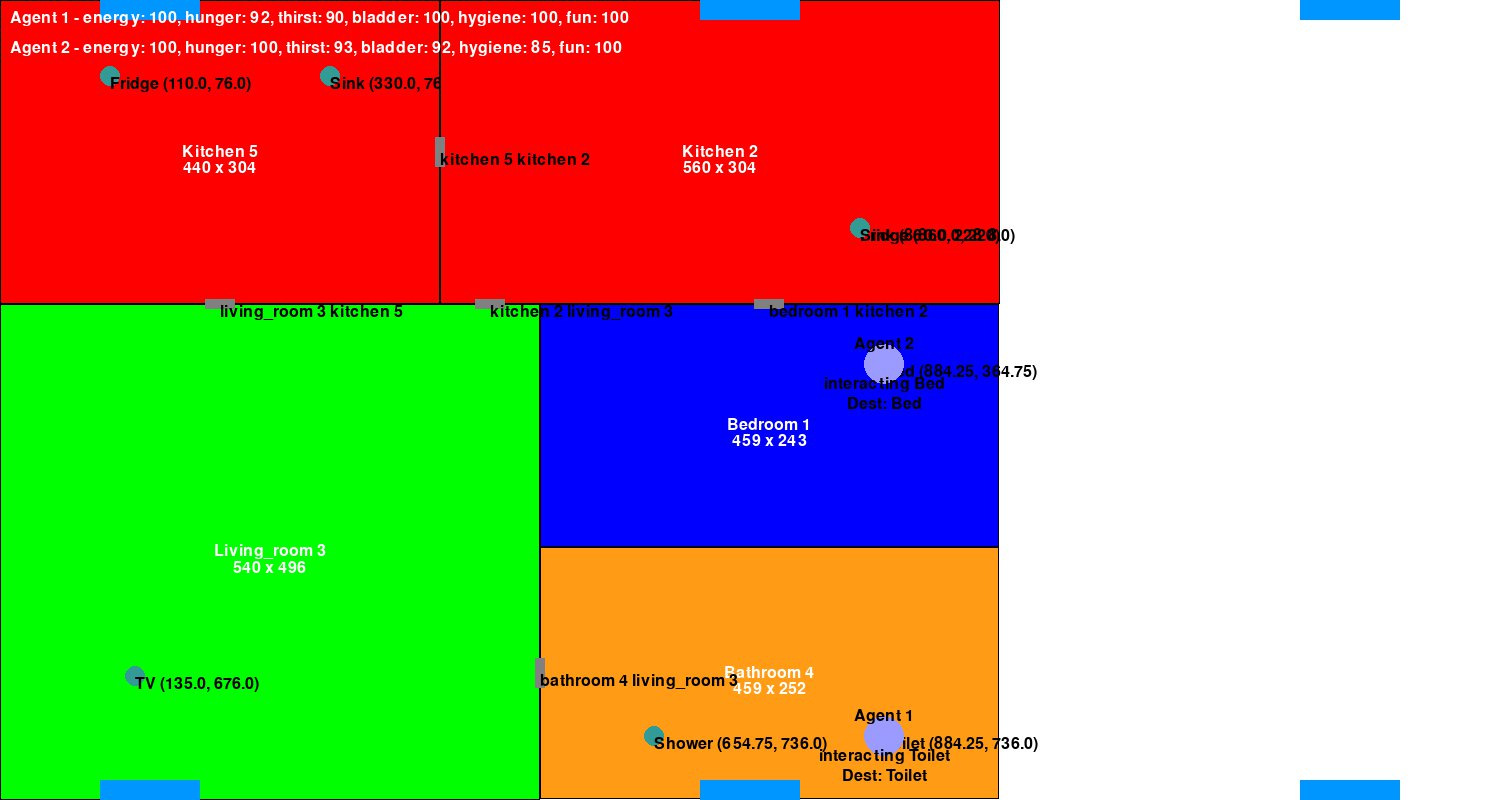 Agent 1 - energy: 100, hunger: 92, thirst: 90, bladder: 100, hygiene: 100, fun: 100
Agent 2 - energy: 100, hunger: 100, thirst: 93, bladder: 92, hygiene: 85, fun: 100
Fridge (110.0, 76.0)
Sink (330.0, 76
Kitchen 5
440 x 304
kitchen 5 kitchen 2
Kitchen 2
560 x 304
living_room 3 kitchen 5
kitchen 2 living_room 3
bedroom 1 kitchen 2
Agent 2
(884.25, 364.75)
interacting Bed
Dest: Bed
Bedroom 1
459 x 243
Living_room 3
540 x 496
TV (135.0, 676.0)
Bathroom 4
459 x 252
bathroom 4 living_room 3
Shower (654.75, 736.0)
Agent 1
(884.25, 736.0)
interacting Toilet
Dest: Toilet